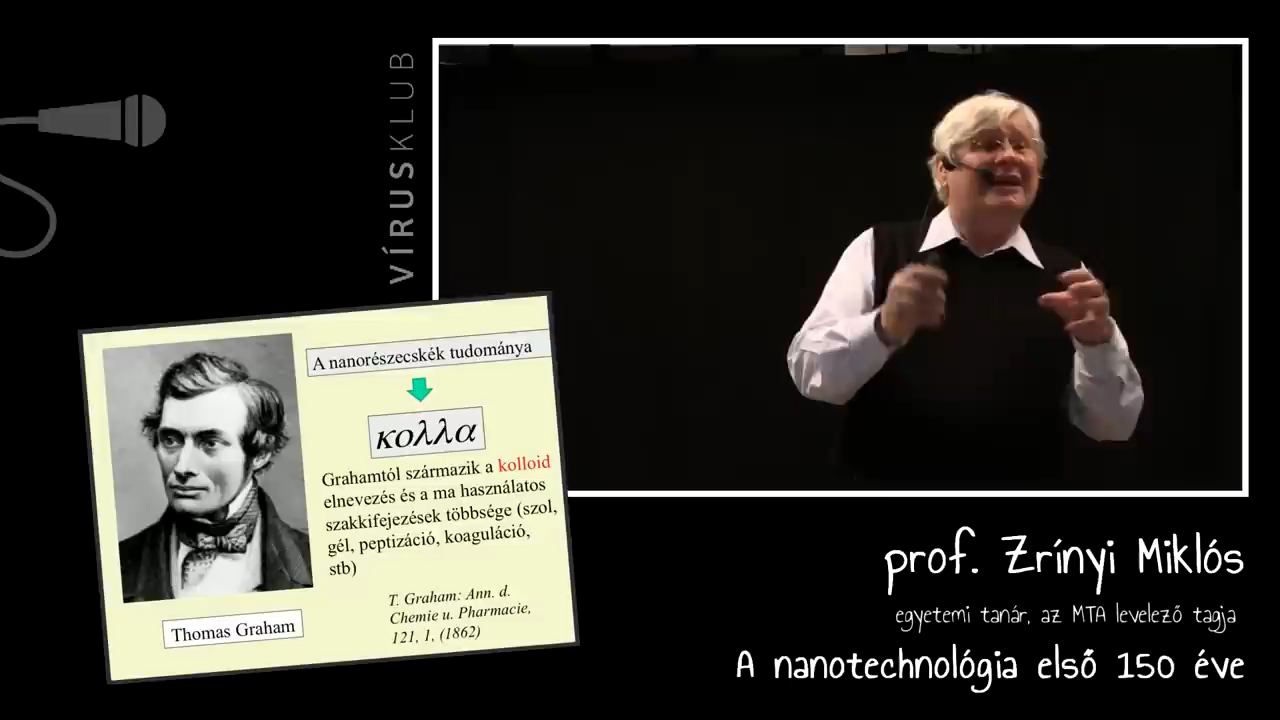 VÍRUSKLUB
A nanorészecskék tudománya
κολλα
Grahamtól származik a kolloid
elnevezés és a ma használatos
szakkifejezések többsége (szol,
gél, peptizáció, koaguláció,
stb)
T. Graham: Ann. d.
Chemie u. Pharmacie,
121, 1, (1862)
Thomas Graham
prof. Zrínyi Miklós
egyetemi tanár, az MTA levelező tagja
A nanotechnológia első 150 éve